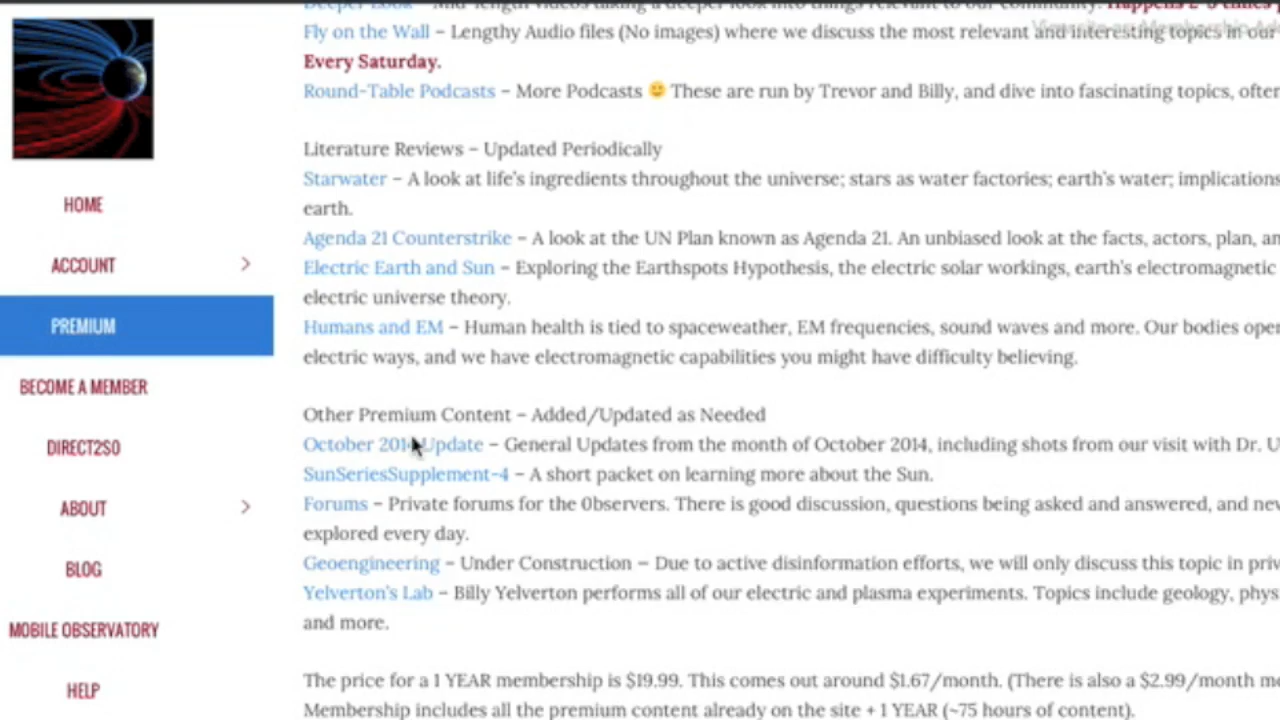 Deeper Look – Mid-length videos taking a deeper look into things relevant to our community. Happens 2-3 times
View site as: Membership
Fly on the Wall – Lengthy Audio files (No images) where we discuss the most relevant and interesting topics in our
Every Saturday.
Round-Table Podcasts – More Podcasts 🙂 These are run by Trevor and Billy, and dive into fascinating topics, often
Literature Reviews – Updated Periodically
Starwater – A look at life's ingredients throughout the universe; stars as water factories; earth's water; implications
earth.
HOME
Agenda 21 Counterstrike – A look at the UN Plan known as Agenda 21. An unbiased look at the facts, actors, plan, an
ACCOUNT
Electric Earth and Sun – Exploring the Earthspots Hypothesis, the electric solar workings, earth's electromagnetic
electric universe theory.
PREMIUM
Humans and EM – Human health is tied to spaceweather, EM frequencies, sound waves and more. Our bodies oper
electric ways, and we have electromagnetic capabilities you might have difficulty believing.
BECOME A MEMBER
Other Premium Content – Added/Updated as Needed
DIRECT2S0
October 2014 Update – General Updates from the month of October 2014, including shots from our visit with Dr. U
SunSeriesSupplement-4 – A short packet on learning more about the Sun.
ABOUT
Forums – Private forums for the 0bservers. There is good discussion, questions being asked and answered, and nev
explored every day.
BLOG
Geoengineering – Under Construction – Due to active disinformation efforts, we will only discuss this topic in priv
Yelverton's Lab – Billy Yelverton performs all of our electric and plasma experiments. Topics include geology, phys
and more.
MOBILE OBSERVATORY
HELP
The price for a 1 YEAR membership is $19.99. This comes out around $1.67/month. (There is also a $2.99/month mo
Membership includes all the premium content already on the site + 1 YEAR (~75 hours of content).